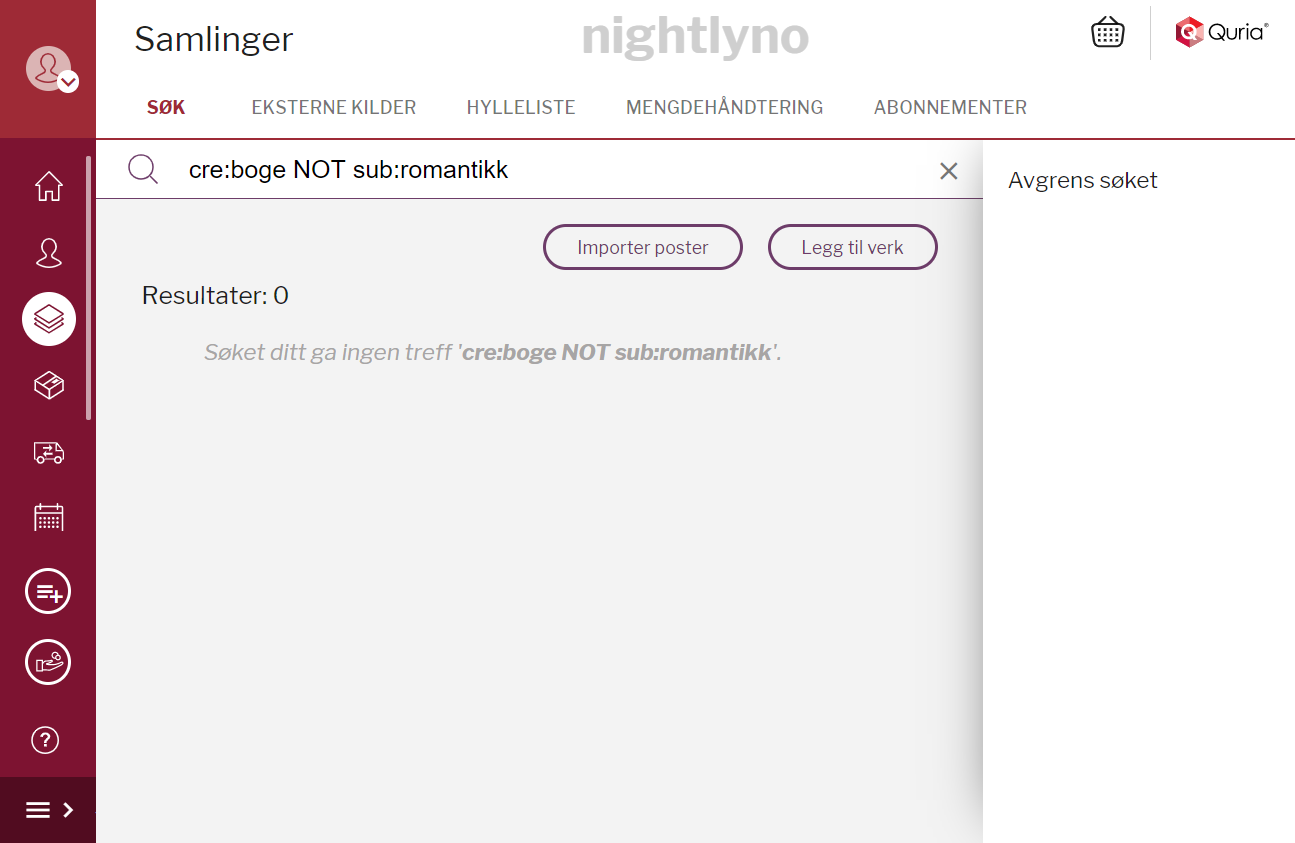 Samlinger
nightlyno
Quria®
SØK
EKSTERNE KILDER
HYLLELISTE
MENGDEHÅNDTERING
ABONNEMENTER
cre:boge NOT sub:romantikk
Avgrens søket
Importer poster
Legg til verk
Resultater: 0
Søket ditt ga ingen treff 'cre:boge NOT sub:romantikk'.